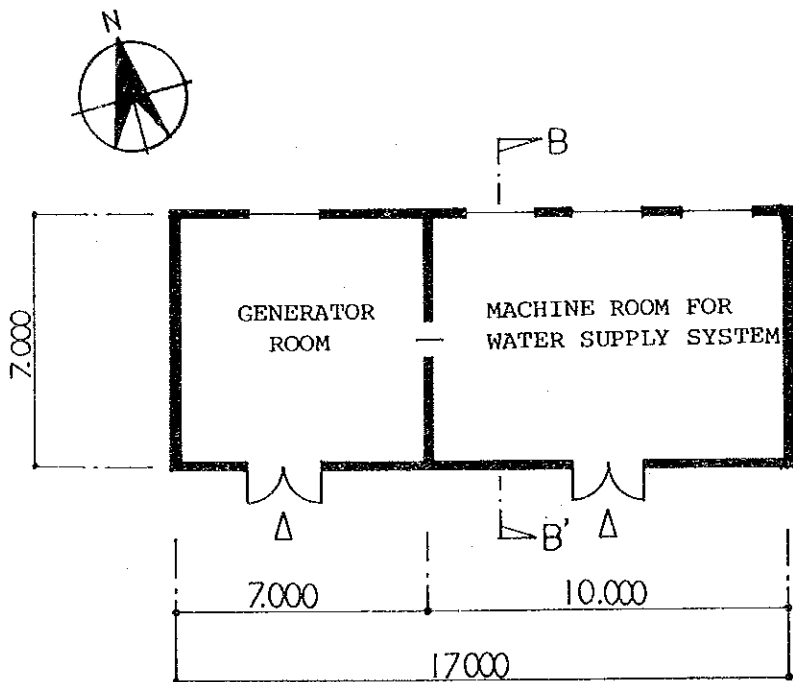 N
B
GENERATOR
ROOM
MACHINE ROOM FOR
WATER SUPPLY SYSTEM
7.000
B'
7.000
10.000
17000